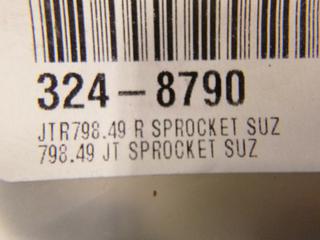 324-8790
JTR798.49 R SPROCKET SUZ
798.49 JT SPROCKET SUZ